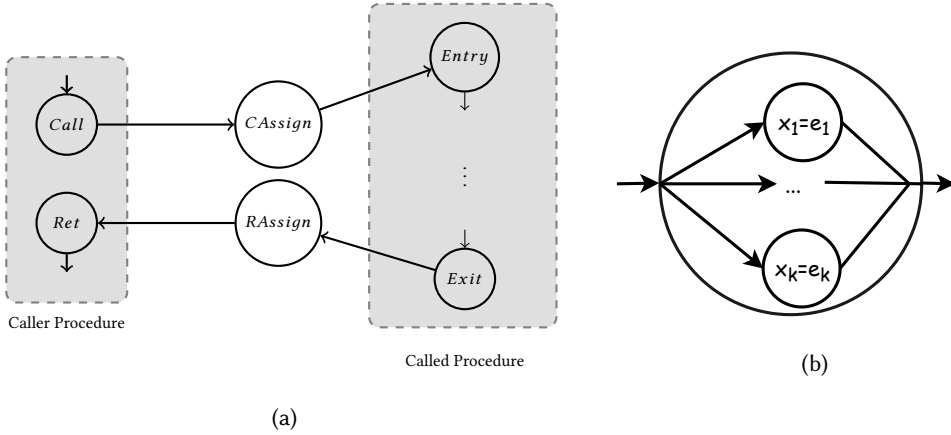 Entry
Call
CAssign
x1=e1
⋮
...
Ret
RAssign
Exit
xk=ek
Caller Procedure
Called Procedure
(b)
(a)